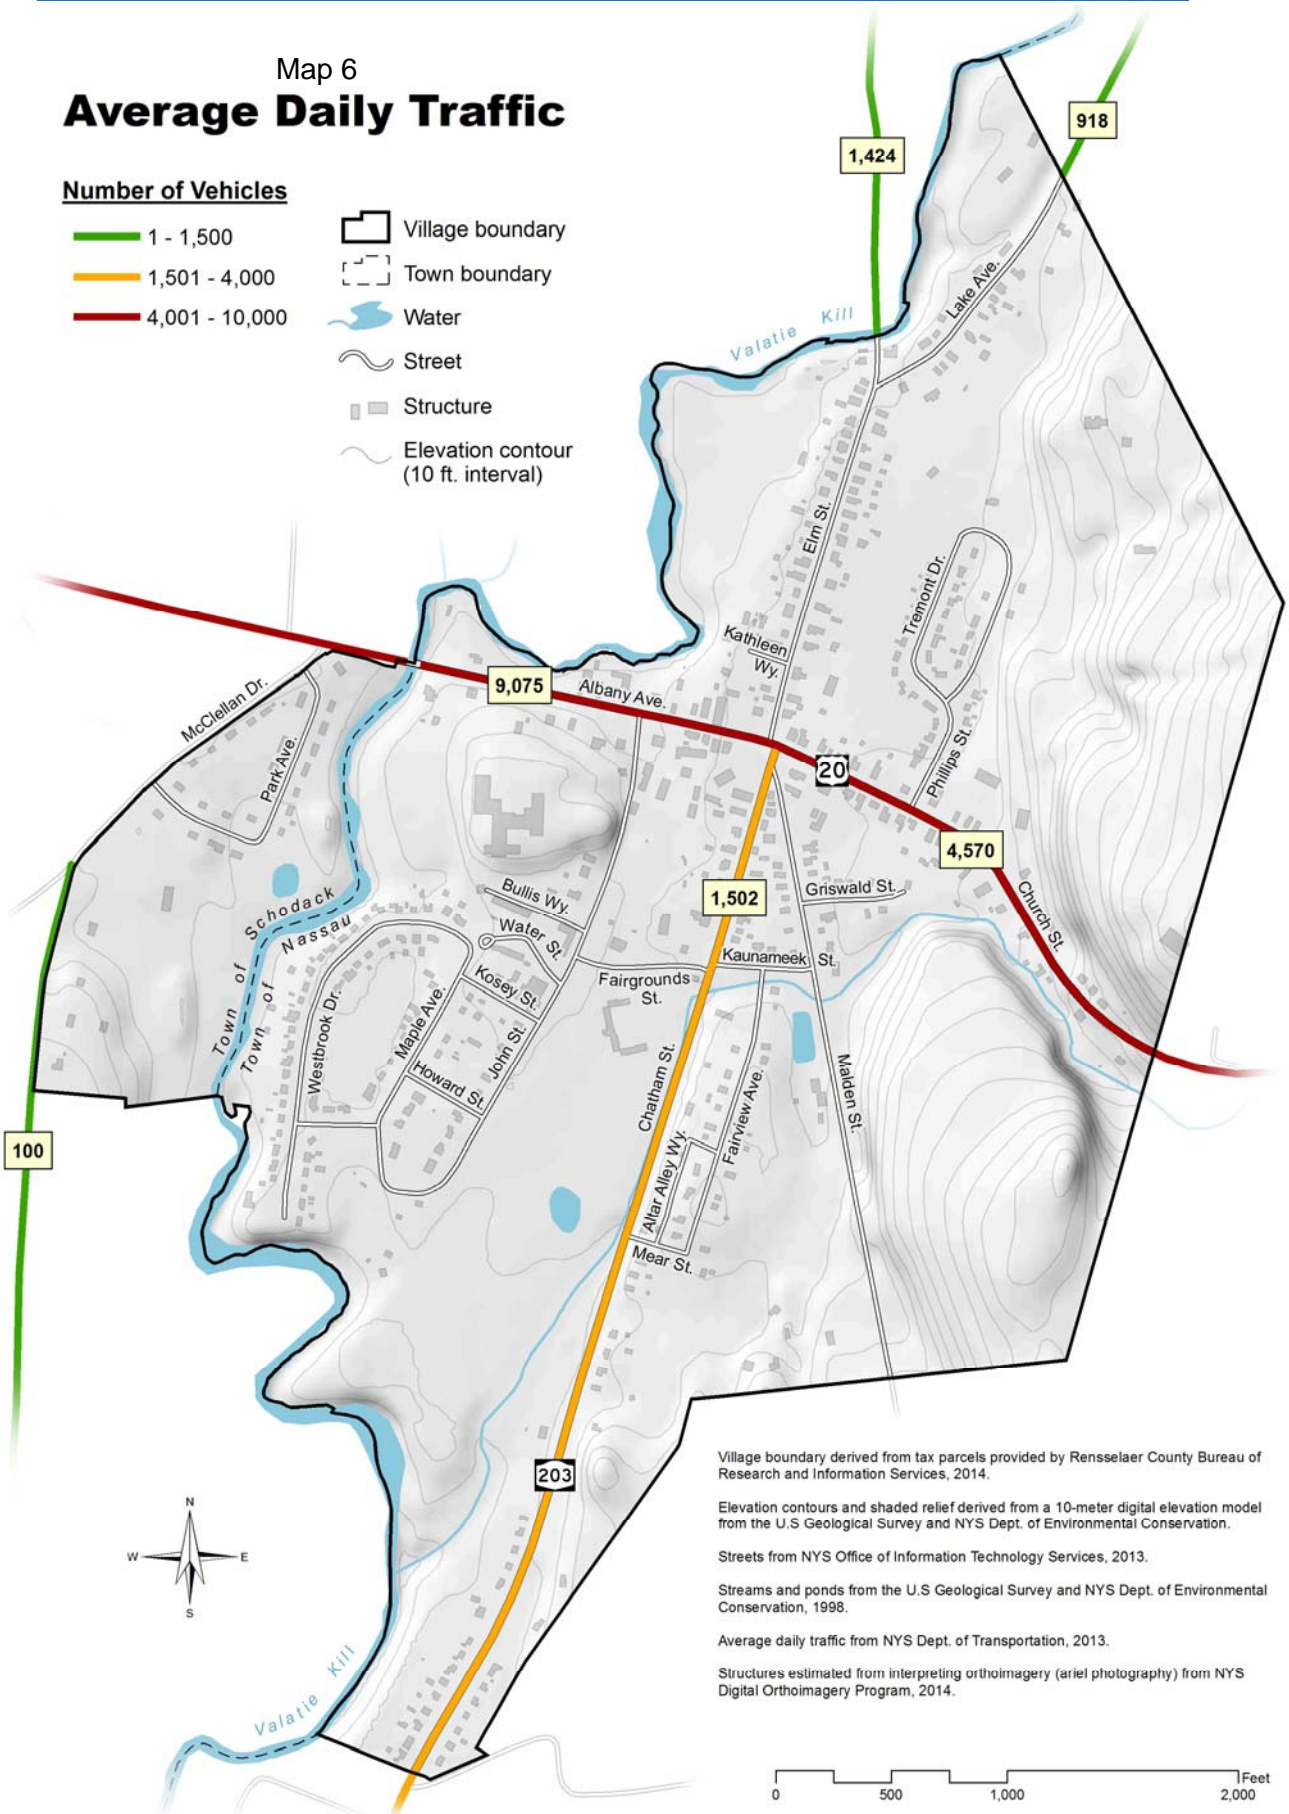 Map 6
Average Daily Traffic
Number of Vehicles
1 - 1,500
1,501 - 4,000
4,001 - 10,000
Village boundary
Town boundary
Water
Street
Structure
Elevation contour
(10 ft. interval)
918
1,424
Lake Ave.
Valatie Kill
Elm St.
Tremont Dr.
Kathleen
Wy.
9,075
Albany Ave.
McClellan Dr.
Park Ave.
20
Phillips St.
4,570
Bullis Wy.
1,502
Griswald St.
Church St.
Town of Schodack
Town of Nassau
Water St.
Kaunameek St.
Fairgrounds
St.
Kosey St.
Westbrook Dr.
Maple Ave.
John St.
Howard St.
Chatham St.
Malden St.
Fairview Ave.
Altar Alley Wy.
100
Mear St.
203
Village boundary derived from tax parcels provided by Rensselaer County Bureau of
Research and Information Services, 2014.
Elevation contours and shaded relief derived from a 10-meter digital elevation model
from the U.S Geological Survey and NYS Dept. of Environmental Conservation.
Streets from NYS Office of Information Technology Services, 2013.
Streams and ponds from the U.S Geological Survey and NYS Dept. of Environmental
Conservation, 1998.
Average daily traffic from NYS Dept. of Transportation, 2013.
Structures estimated from interpreting orthoimagery (ariel photography) from NYS
Digital Orthoimagery Program, 2014.
N
W E
S
Valatie Kill
Feet
0 500 1,000 2,000